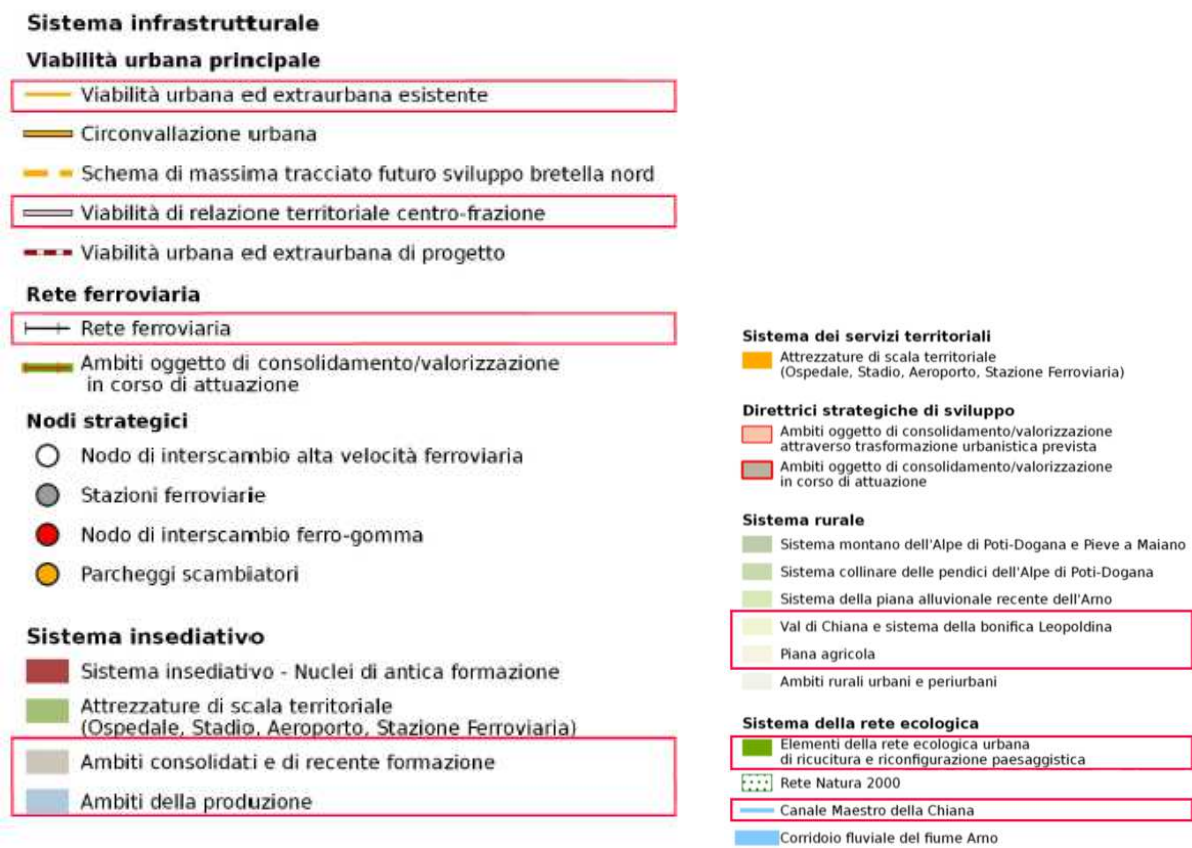 Sistema infrastrutturale
Viabilità urbana principale
Viabilità urbana ed extraurbana esistente
Circonvallazione urbana
Schema di massima tracciato futuro sviluppo bretella nord
Viabilità di relazione territoriale centro-frazione
Viabilità urbana ed extraurbana di progetto
Rete ferroviaria
Rete ferroviaria
Ambiti oggetto di consolidamento/valorizzazione
in corso di attuazione
Nodi strategici
Nodo di interscambio alta velocità ferroviaria
Stazioni ferroviarie
Nodo di interscambio ferro-gomma
Parcheggi scambiatori
Sistema insediativo
Sistema insediativo - Nuclei di antica formazione
Attrezzature di scala territoriale
(Ospedale, Stadio, Aeroporto, Stazione Ferroviaria)
Ambiti consolidati e di recente formazione
Ambiti della produzione
Sistema dei servizi territoriali
Attrezzature di scala territoriale
(Ospedale, Stadio, Aeroporto, Stazione Ferroviaria)
Direttrici strategiche di sviluppo
Ambiti oggetto di consolidamento/valorizzazione
attraverso trasformazione urbanistica prevista
Ambiti oggetto di consolidamento/valorizzazione
in corso di attuazione
Sistema rurale
Sistema montano dell'Alpe di Poti-Dogana e Pieve a Maiano
Sistema collinare delle pendici dell'Alpe di Poti-Dogana
Sistema della piana alluvionale recente dell'Arno
Val di Chiana e sistema della bonifica Leopoldina
Piana agricola
Ambiti rurali urbani e periurbani
Sistema della rete ecologica
Elementi della rete ecologica urbana
di ricucitura e riconfigurazione paesaggistica
Rete Natura 2000
Canale Maestro della Chiana
Corridoio fluviale del fiume Arno